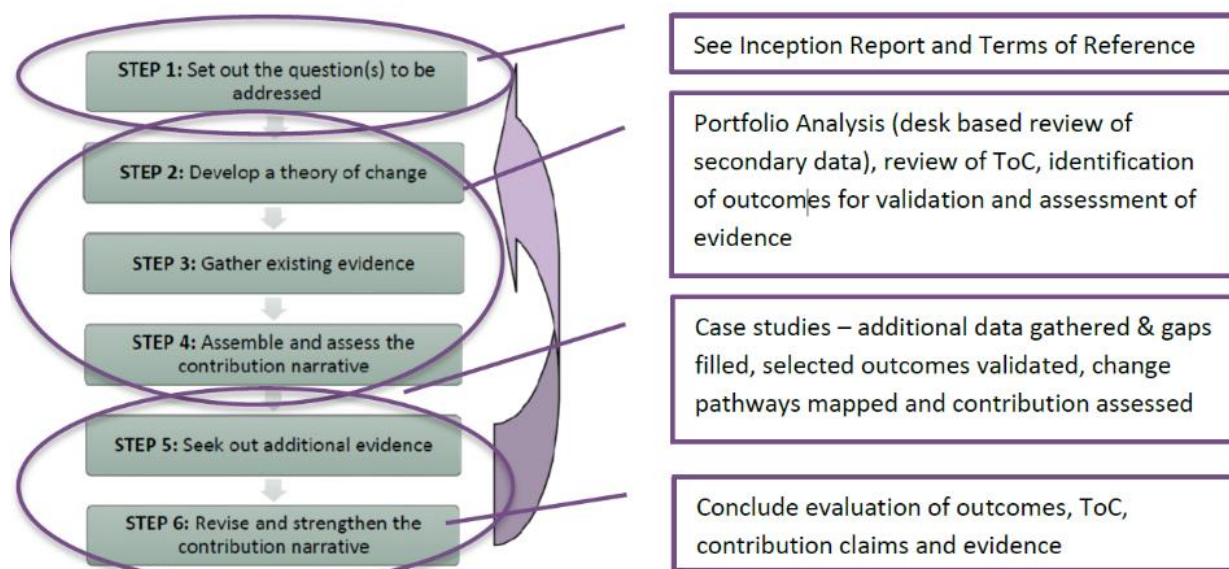 STEP 1: Set out the question(s) to be
addressed
STEP 2: Develop a theory of change
STEP 3: Gather existing evidence
STEP 4: Assemble and assess the
contribution narrative
STEP 5: Seek out additional evidence
STEP 6: Revise and strengthen the
contribution narrative
See Inception Report and Terms of Reference
Portfolio Analysis (desk based review of
secondary data), review of ToC, identification
of outcomes for validation and assessment of
evidence
Case studies – additional data gathered & gaps
filled, selected outcomes validated, change
pathways mapped and contribution assessed
Conclude evaluation of outcomes, ToC,
contribution claims and evidence